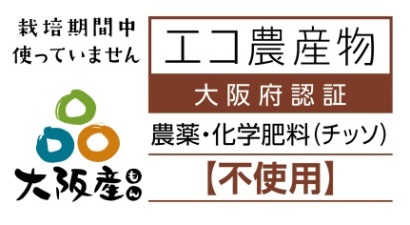 栽培期間中
使っていません
大阪産もん
エコ農産物
大阪府認証
農薬・化学肥料(チッソ)
【不使用】